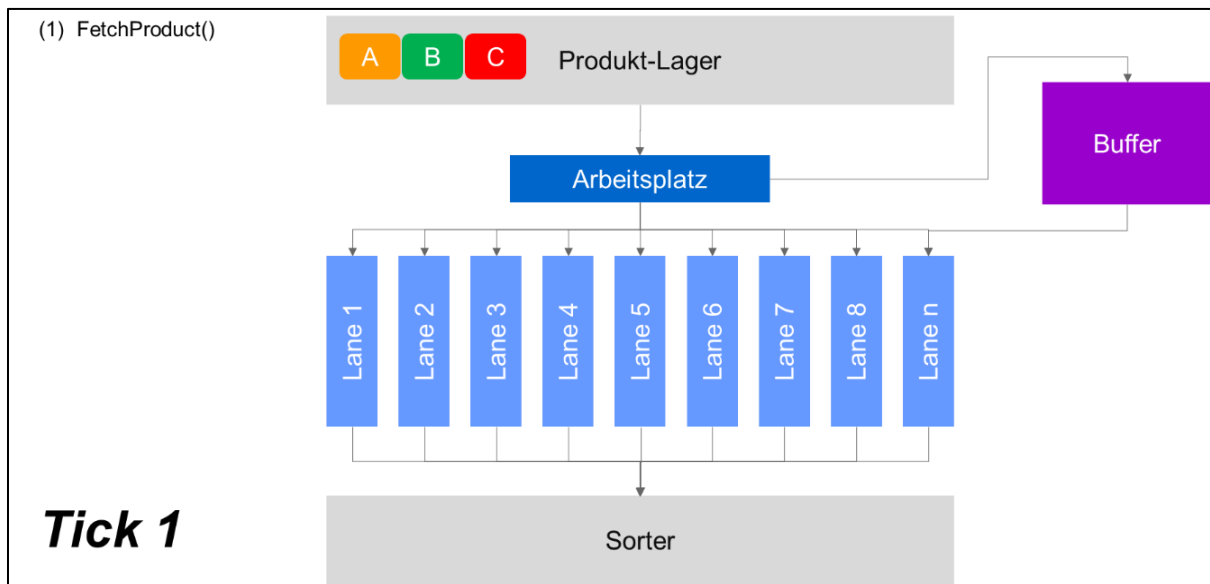 (1) FetchProduct()
A B C Produkt-Lager
Buffer
Arbeitsplatz
Lane 1
Lane 2
Lane 3
Lane 4
Lane 5
Lane 6
Lane 7
Lane 8
Lane n
Tick 1
Sorter